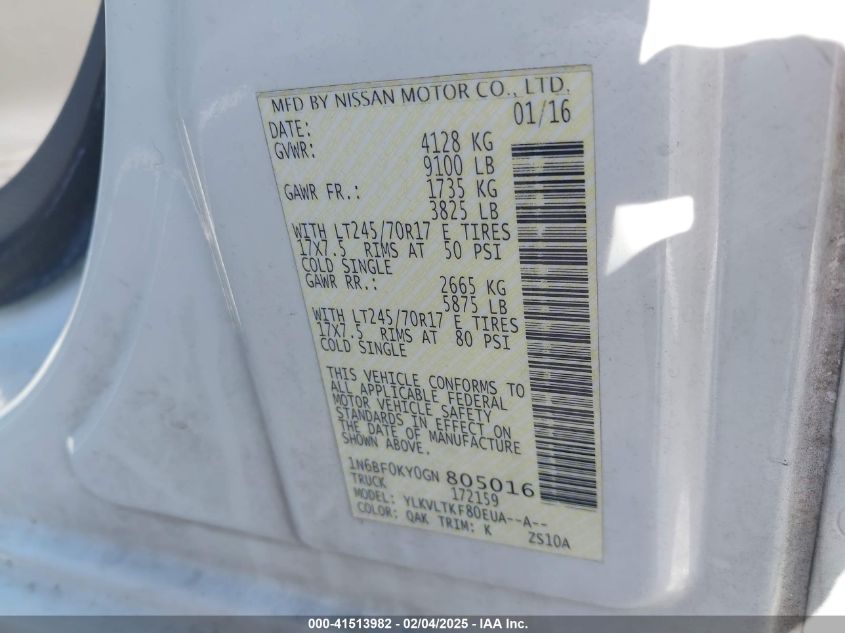 MFD BY NISSAN MOTOR CO., LTD.
DATE: 01/16
GVWR: 4128 KG
9100 LB
GAWR FR.: 1735 KG
3825 LB
WITH LT245/70R17 E TIRES
17X7.5 RIMS AT 50 PSI
COLD SINGLE
GAWR RR.: 2665 KG
5875 LB
WITH LT245/70R17 E TIRES
17X7.5 RIMS AT 80 PSI
COLD SINGLE
THIS VEHICLE CONFORMS TO
ALL APPLICABLE FEDERAL
MOTOR VEHICLE SAFETY
STANDARDS IN EFFECT ON
THE DATE OF MANUFACTURE
SHOWN ABOVE.
1N6BF0KY0GN 805016
TRUCK 172159
MODEL: YLKVLTKF80EUA--A--
COLOR: QAK TRIM: K ZS10A
000-41513982 - 02/04/2025 - IAA Inc.